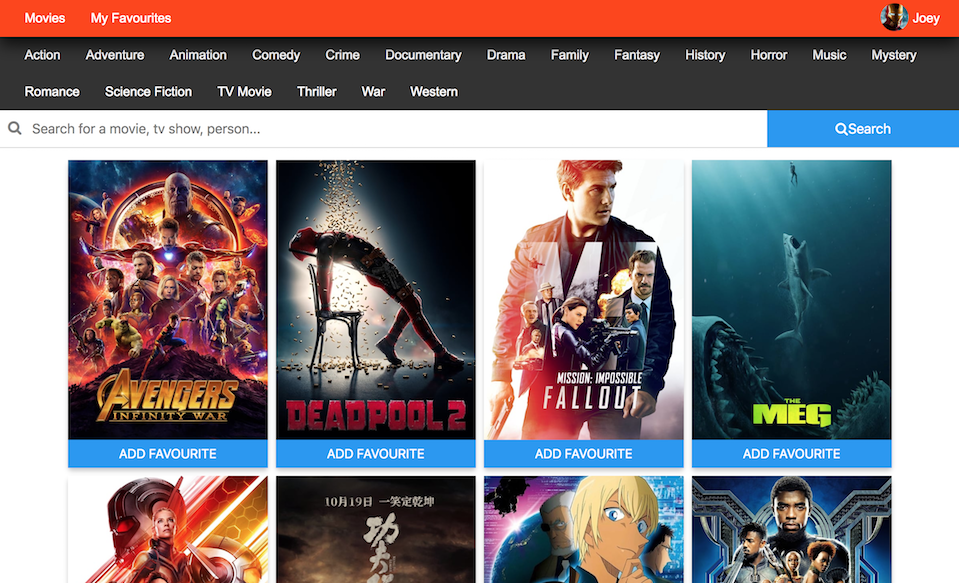 Movies My Favourites Joey
Action Adventure Animation Comedy Crime Documentary Drama Family Fantasy History Horror Music Mystery
Romance Science Fiction TV Movie Thriller War Western
Search for a movie, tv show, person... Search
AVENGERS
INFINITY WAR
DEADPOOL 2
MISSION: IMPOSSIBLE
FALLOUT
THE
MEG
ADD FAVOURITE ADD FAVOURITE ADD FAVOURITE ADD FAVOURITE
10月19日 一笑定乾坤
功夫